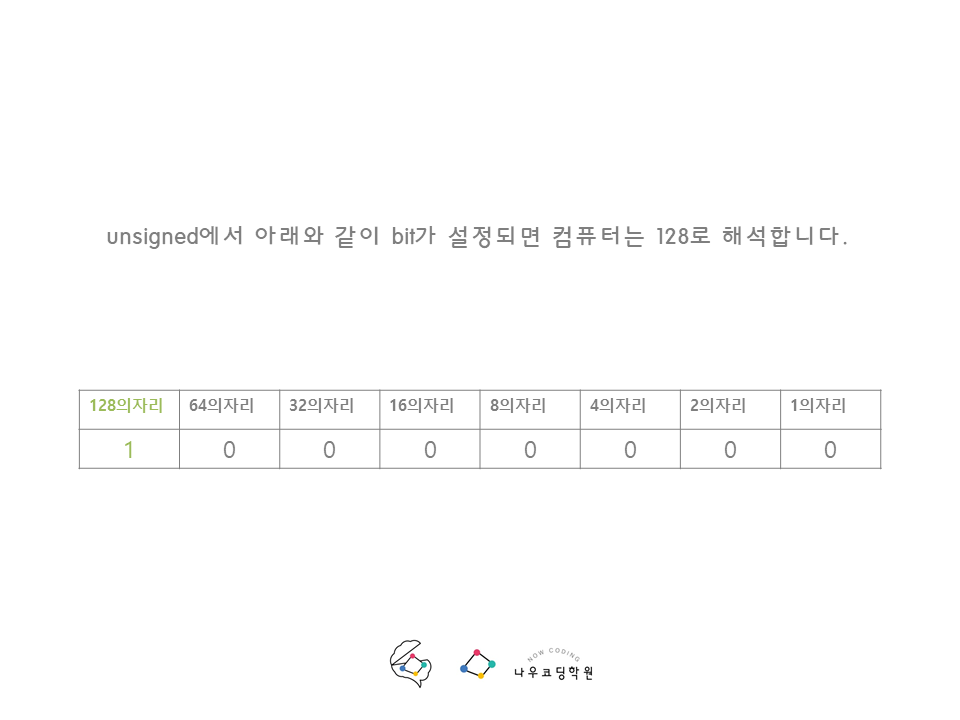 unsigned에서 아래와 같이 bit가 설정되면 컴퓨터는 128로 해석합니다.
128의자리 64의자리 32의자리 16의자리 8의자리 4의자리 2의자리 1의자리
1 0 0 0 0 0 0 0
NOW CODING
나우코딩학원